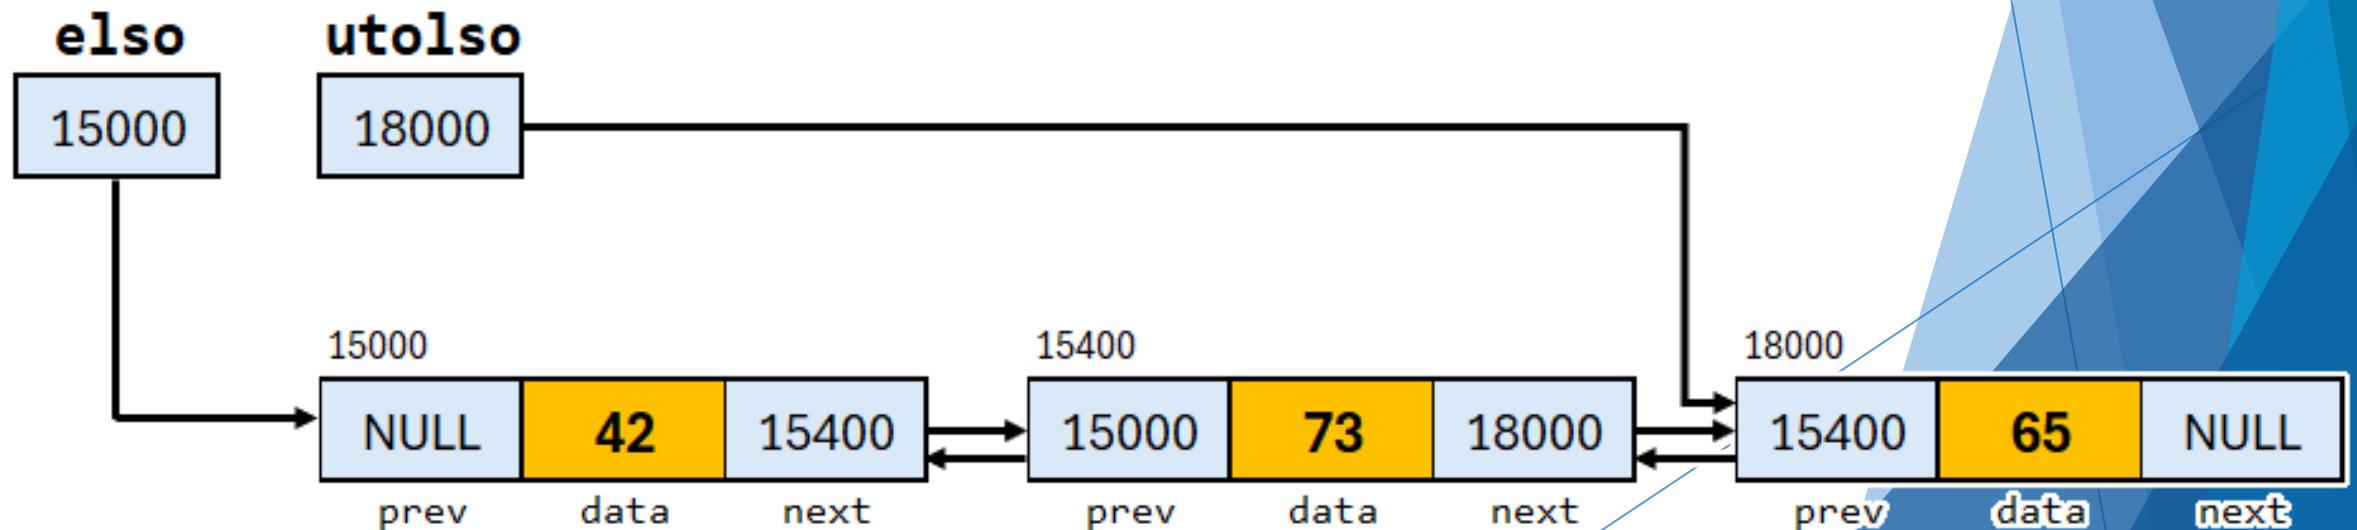 elso utolso
15000 18000
15000 15400 18000
NULL 42 15400 15000 73 18000 15400 65 NULL
prev data next prev data next prev data next